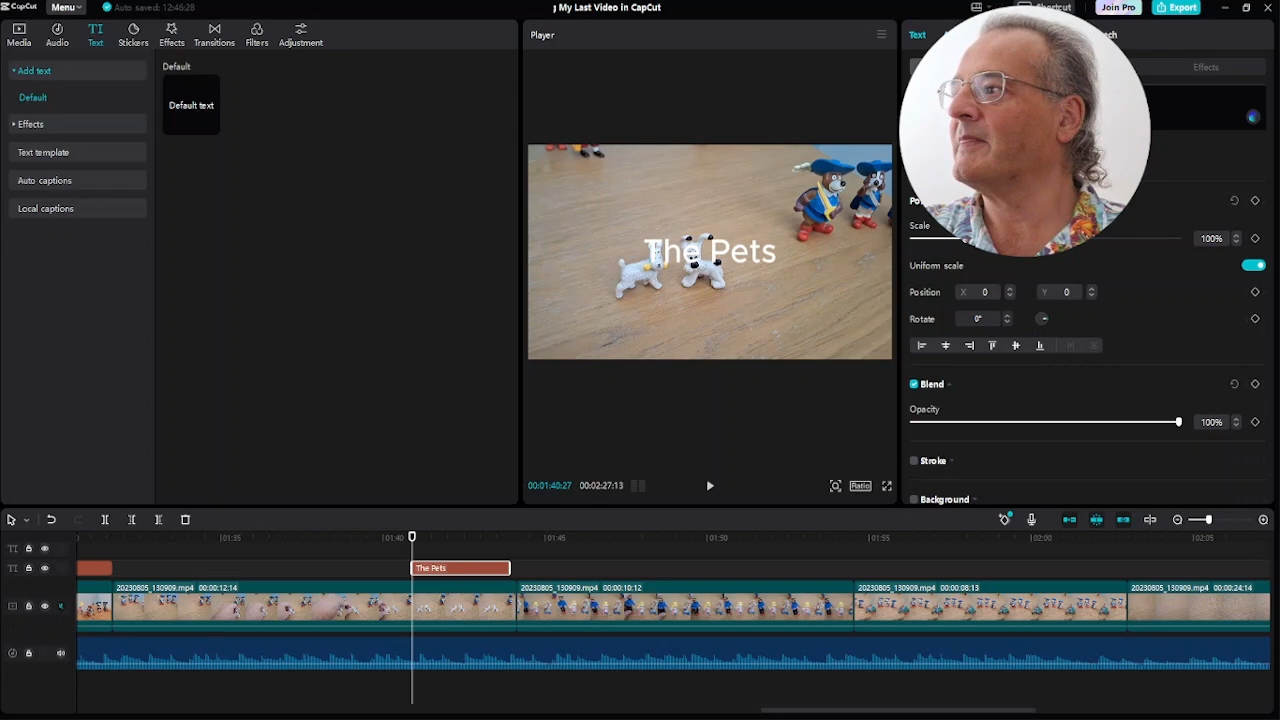 CapCut
Menu
Auto saved: 12:46:28
My Last Video in CapCut
Shortcut
Join Pro
Export
Media
Audio
TI
Text
Stickers
Effects
Transitions
Filters
Adjustment
Player
Text
Add text
Default
Effects
Text template
Auto captions
Local captions
Default
Default text
The Pets
00:01:40:27
00:02:27:13
Ratio
Effects
Scale
100%
Uniform scale
Position
X 0
Y 0
Rotate
0°
Blend
Opacity
100%
Stroke
Background
01:35
01:40
01:45
01:50
01:55
02:00
02:05
TI
TI
The Pets
20230805_130909.mp4 00:00:12:14
20230805_130909.mp4 00:00:10:12
20230805_130909.mp4 00:00:08:13
20230805_130909.mp4 00:00:24:14